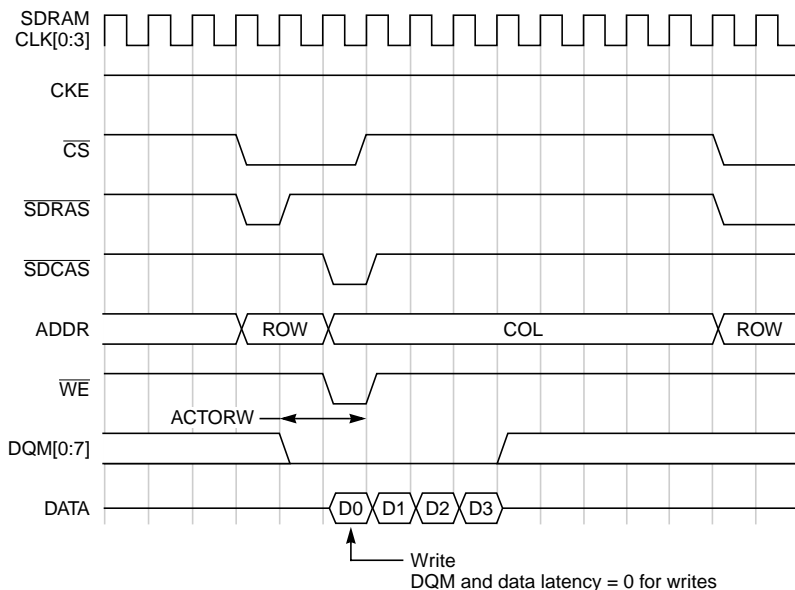 SDRAM
CLK[0:3]
CKE
CS
SDRAS
SDCAS
ADDR ROW COL ROW
WE
ACTORW
DQM[0:7]
DATA D0 D1 D2 D3
Write
DQM and data latency = 0 for writes